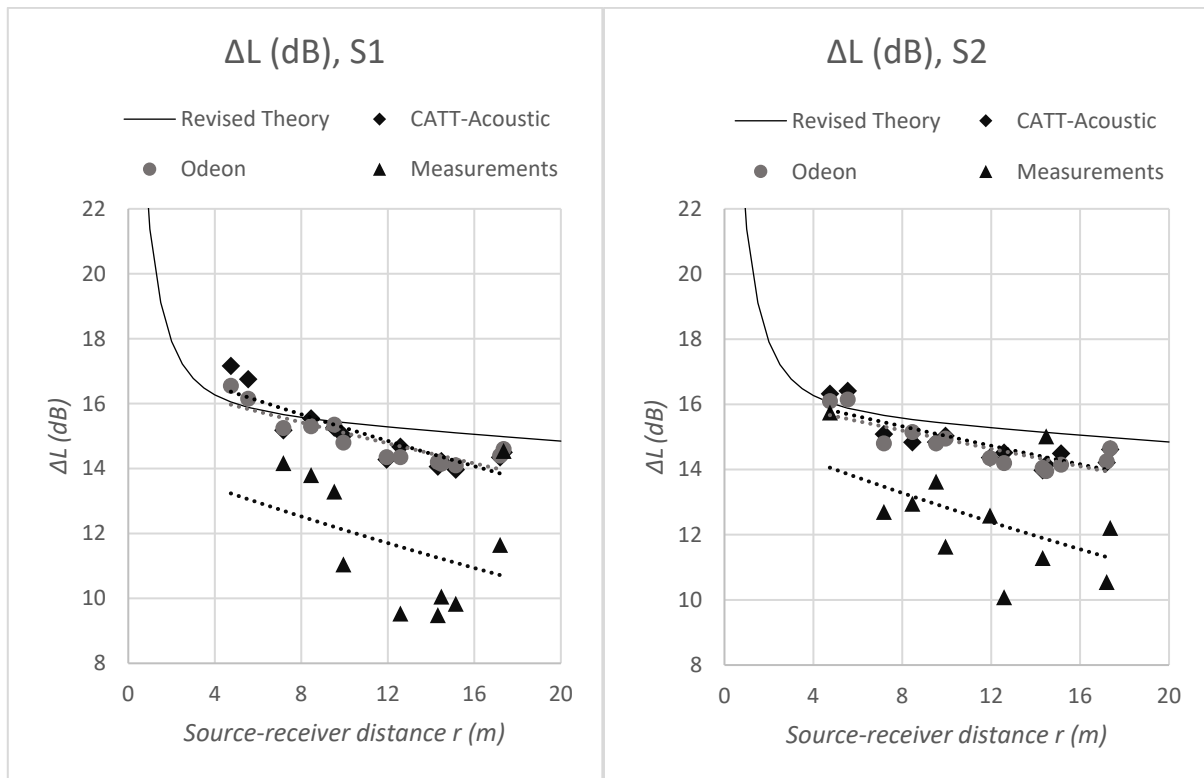 ΔL (dB), S1
Revised Theory CATT-Acoustic
Odeon Measurements
22
20
18
16
14
12
10
8
ΔL (dB)
0 4 8 12 16 20
Source-receiver distance r (m)
ΔL (dB), S2
Revised Theory CATT-Acoustic
Odeon Measurements
22
20
18
16
14
12
10
8
ΔL (dB)
0 4 8 12 16 20
Source-receiver distance r (m)